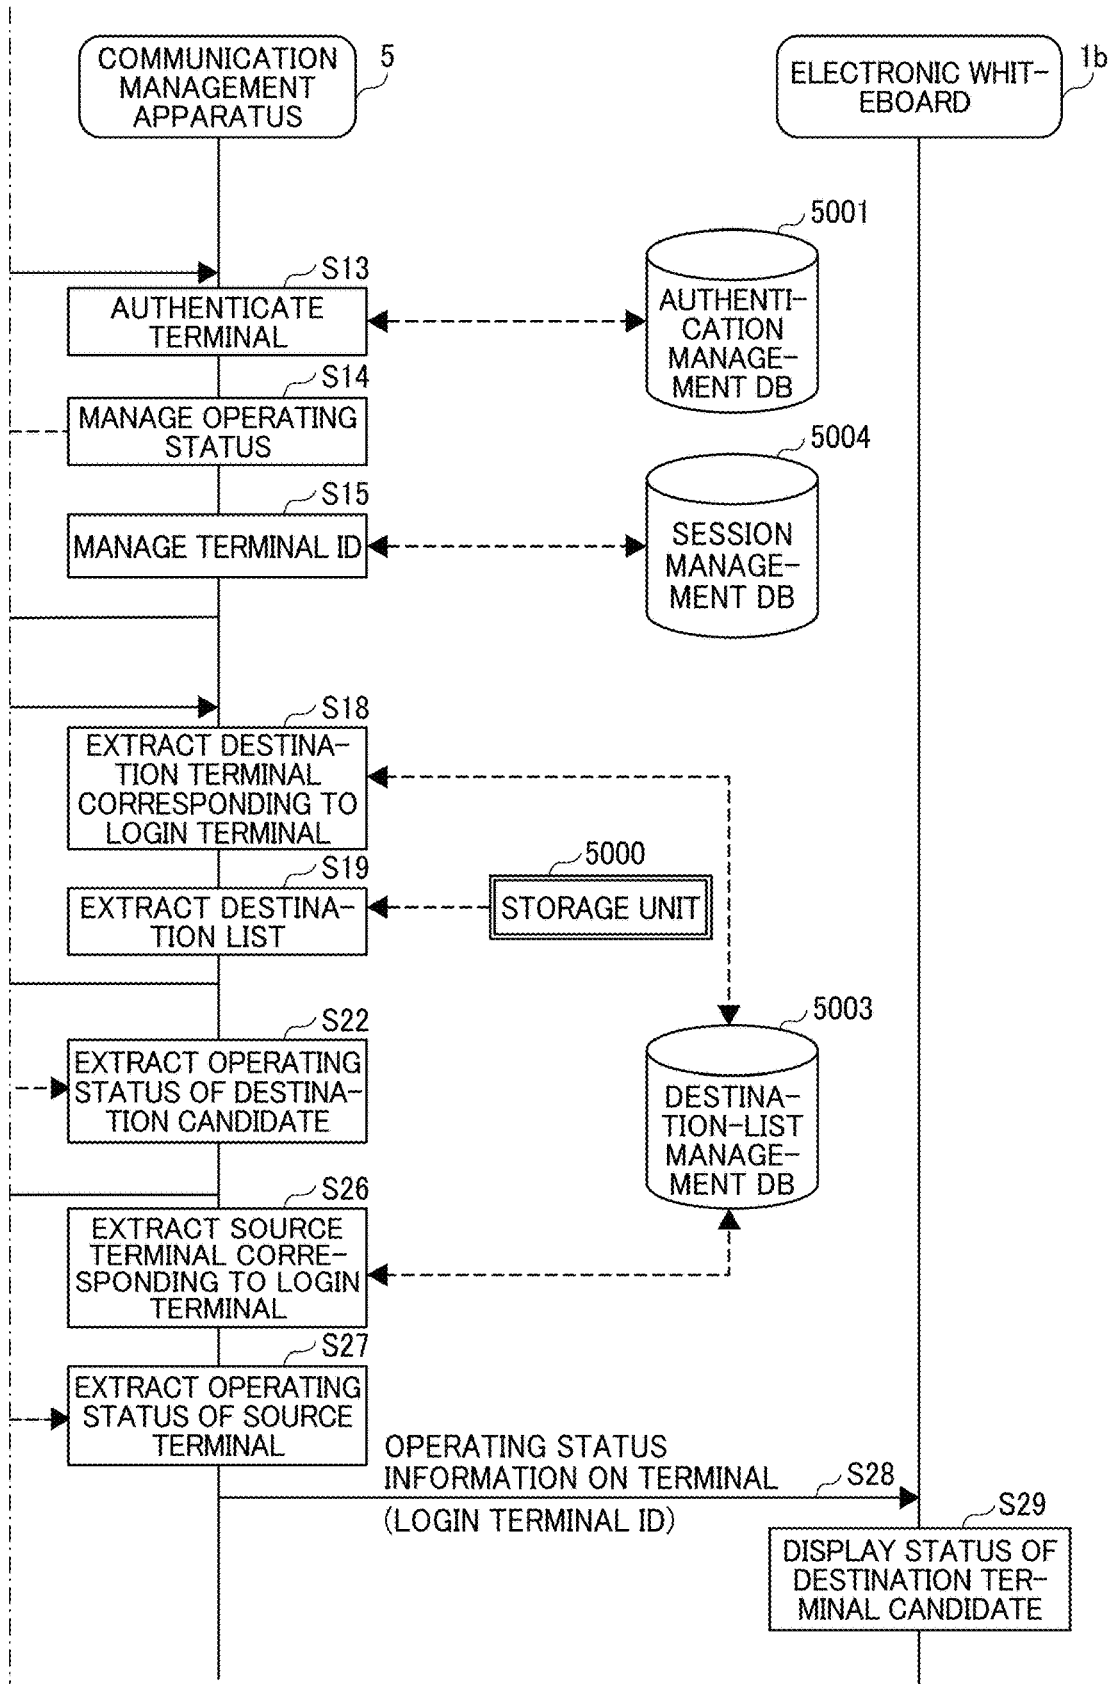 COMMUNICATION
MANAGEMENT
APPARATUS
5
ELECTRONIC WHIT-
EBOARD
1b
5001
S13
AUTHENTICATE
TERMINAL
AUTHENTI-
CATION
MANAGE-
MENT DB
S14
MANAGE OPERATING
STATUS
5004
S15
MANAGE TERMINAL ID
SESSION
MANAGE-
MENT DB
S18
EXTRACT DESTINA-
TION TERMINAL
CORRESPONDING TO
LOGIN TERMINAL
S19
EXTRACT DESTINA-
TION LIST
5000
STORAGE UNIT
5003
S22
EXTRACT OPERATING
STATUS OF DESTINA-
TION CANDIDATE
DESTINA-
TION-LIST
MANAGE-
MENT DB
S26
EXTRACT SOURCE
TERMINAL CORRE-
SPONDING TO LOGIN
TERMINAL
S27
EXTRACT OPERATING
STATUS OF SOURCE
TERMINAL
OPERATING STATUS
INFORMATION ON TERMINAL
S28
(LOGIN TERMINAL ID)
S29
DISPLAY STATUS OF
DESTINATION TER-
MINAL CANDIDATE